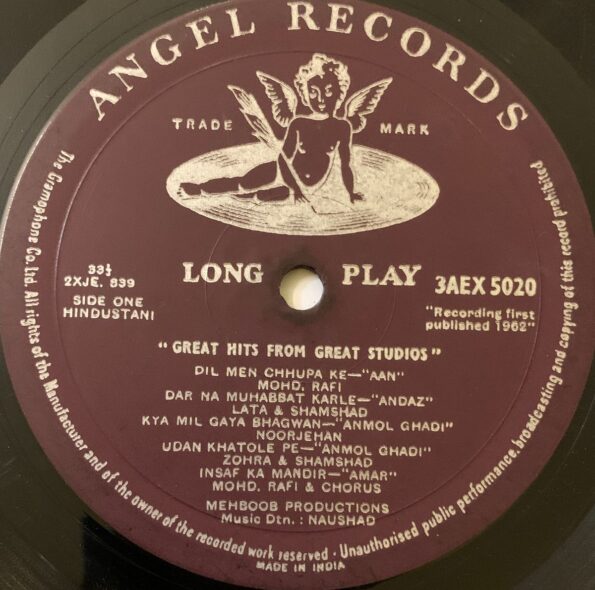 ANGEL RECORDS
TRADE MARK
LONG PLAY
33⅓
2XJE. 839
SIDE ONE
HINDUSTANI
3AEX 5020
"Recording first
published 1962"
"GREAT HITS FROM GREAT STUDIOS"
DIL MEN CHHUPA KE—"AAN"
MOHD. RAFI
DAR NA MUHABBAT KARLE—"ANDAZ"
LATA & SHAMSHAD
KYA MIL GAYA BHAGWAN—"ANMOL GHADI"
NOORJEHAN
UDAN KHATOLE PE—"ANMOL GHADI"
ZOHRA & SHAMSHAD
INSAF KA MANDIR—"AMAR"
MOHD. RAFI & CHORUS
MEHBOOB PRODUCTIONS
Music Dtn. : NAUSHAD
The Gramophone Co. Ltd. All rights of the Manufacturer and of the owner of the recorded work reserved · Unauthorised public performance, broadcasting and copying of this record prohibited
MADE IN INDIA